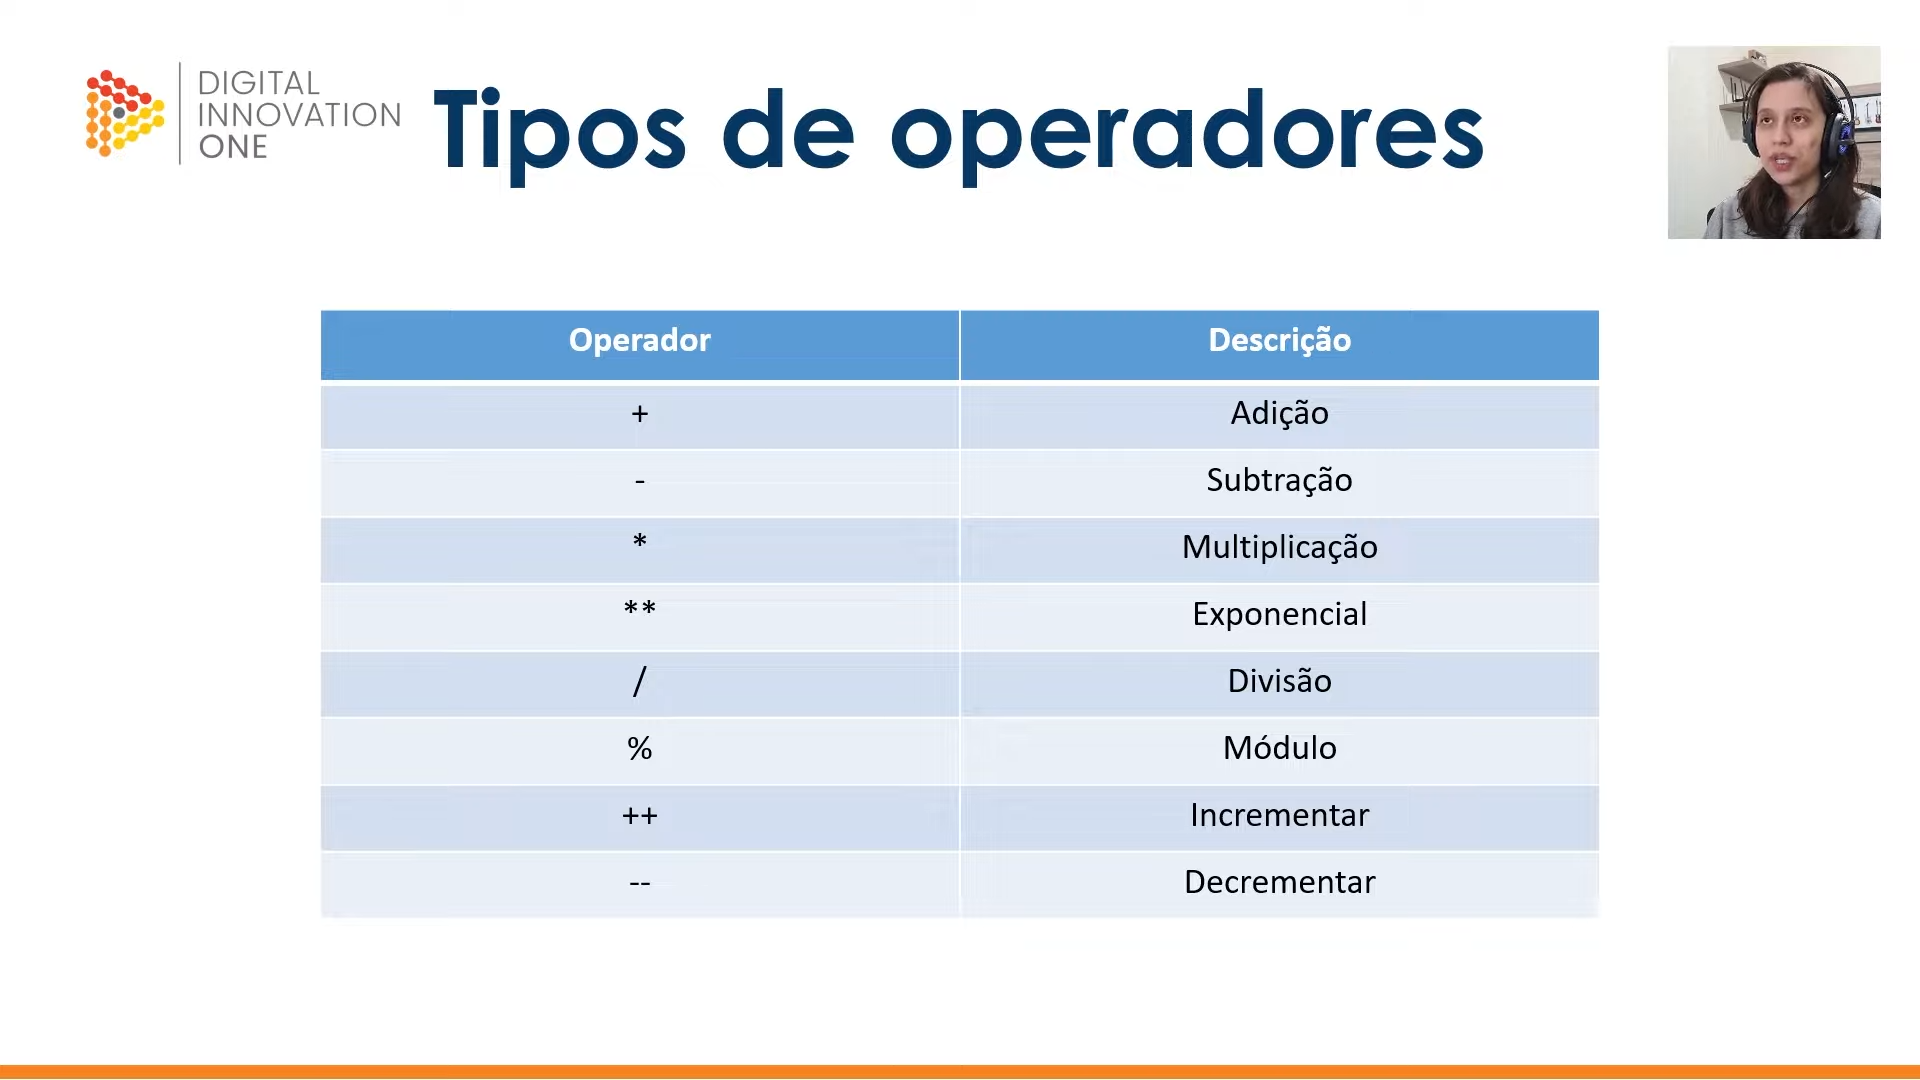 DIGITAL
INNOVATION
ONE
Tipos de operadores
Operador Descrição
+ Adição
- Subtração
* Multiplicação
** Exponencial
/ Divisão
% Módulo
++ Incrementar
-- Decrementar